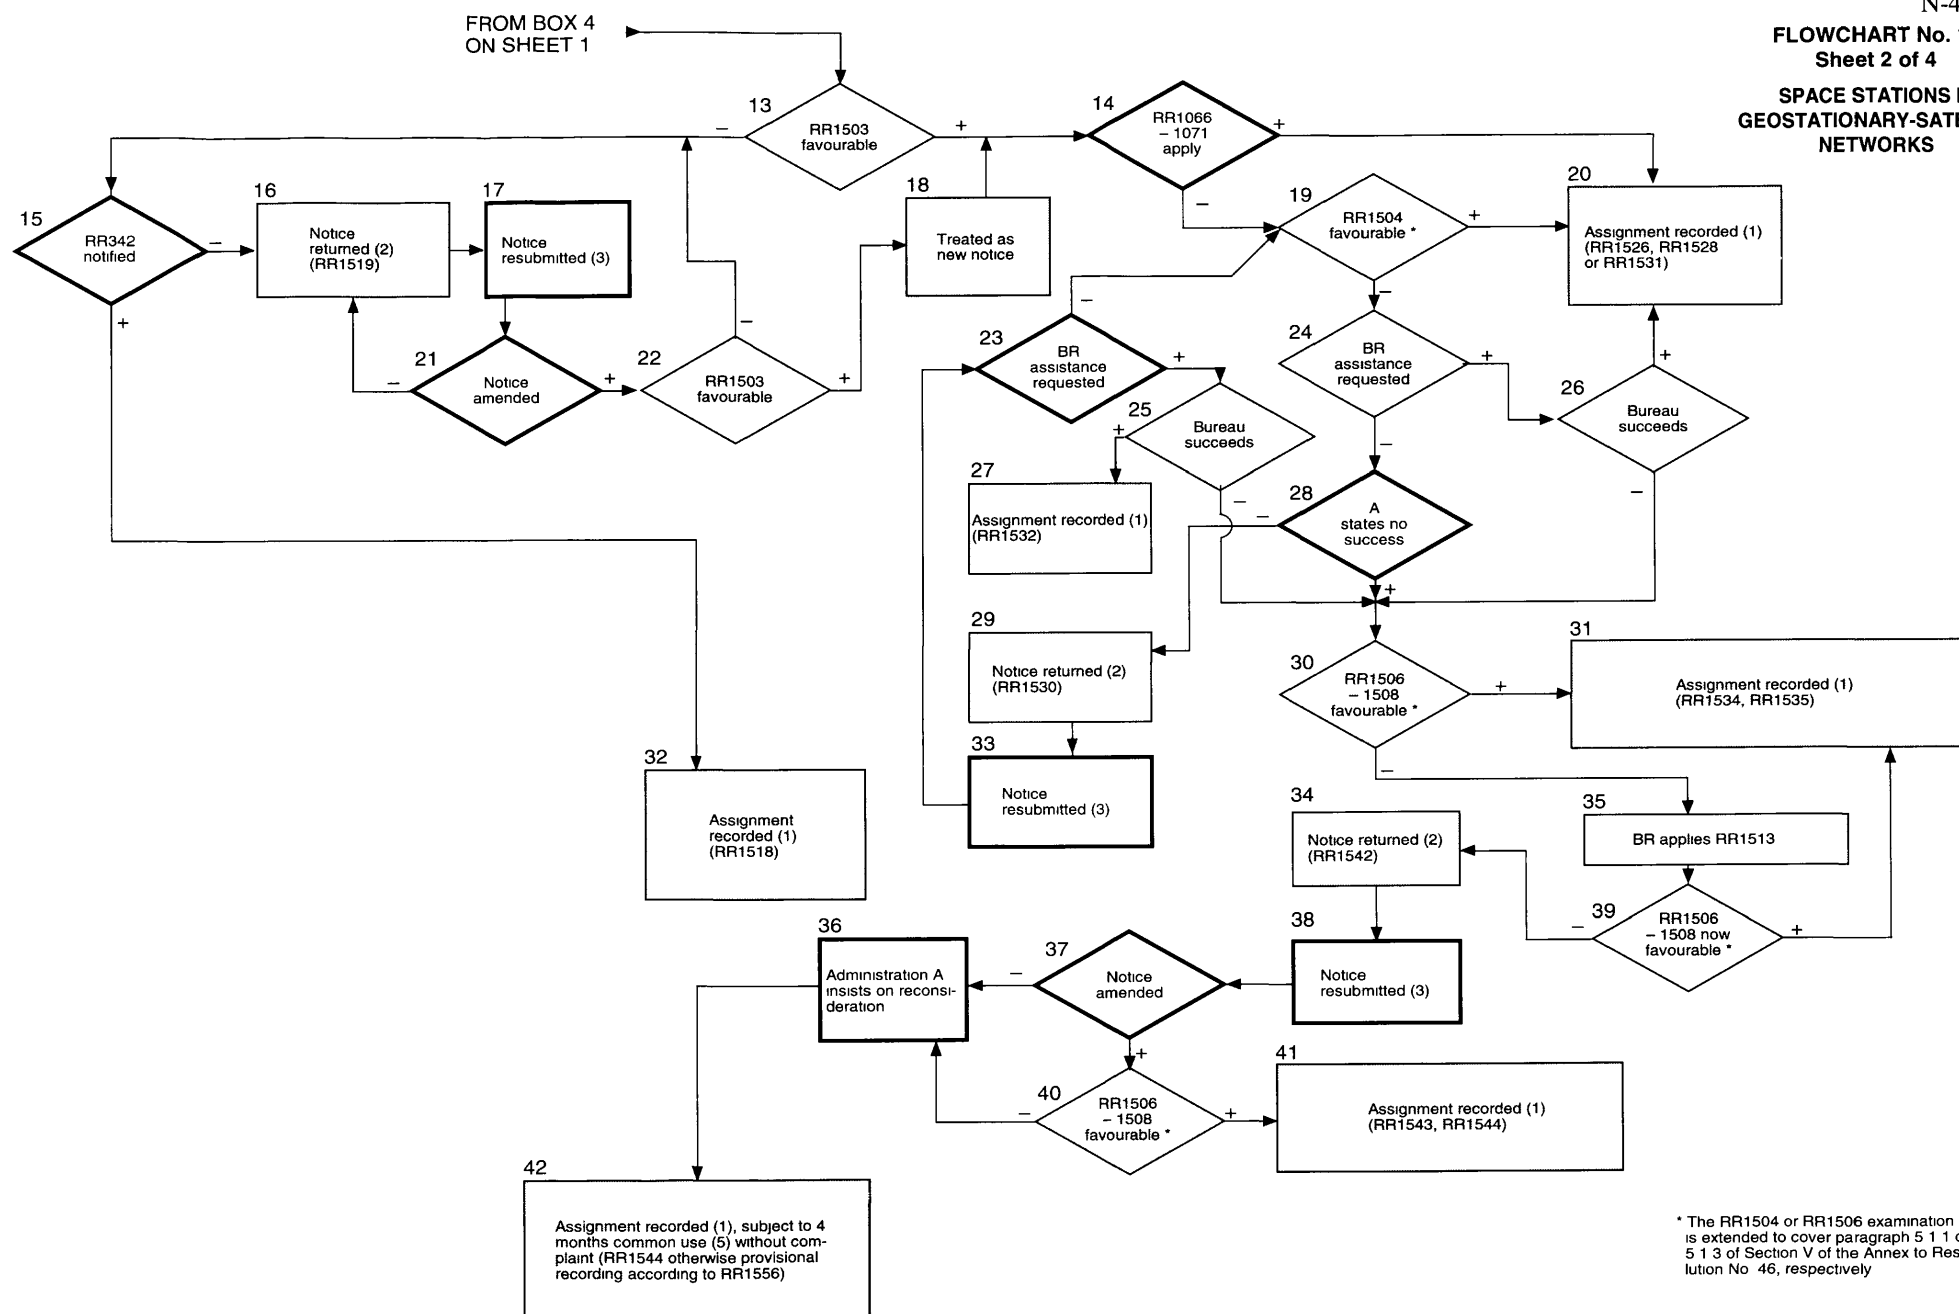 N-4
FROM BOX 4
ON SHEET 1
FLOWCHART No.
Sheet 2 of 4
SPACE STATIONS
GEOSTATIONARY-SATE
NETWORKS
13
RR1503
favourable
–
+
14
RR1066
– 1071
apply
+
–
15
RR342
notified
–
+
16
Notice
returned (2)
(RR1519)
17
Notice
resubmitted (3)
18
Treated as
new notice
19
RR1504
favourable *
+
–
20
Assignment recorded (1)
(RR1526, RR1528
or RR1531)
21
Notice
amended
–
+
22
RR1503
favourable
–
+
23
BR
assistance
requested
–
+
24
BR
assistance
requested
+
–
25
Bureau
succeeds
+
–
26
Bureau
succeeds
+
–
27
Assignment recorded (1)
(RR1532)
28
A
states no
success
–
+
29
Notice returned (2)
(RR1530)
30
RR1506
– 1508
favourable *
+
–
31
Assignment recorded (1)
(RR1534, RR1535)
32
Assignment
recorded (1)
(RR1518)
33
Notice
resubmitted (3)
34
Notice returned (2)
(RR1542)
35
BR applies RR1513
36
Administration A
insists on reconsi-
deration
37
Notice
amended
–
+
38
Notice
resubmitted (3)
39
RR1506
– 1508 now
favourable *
–
+
40
RR1506
– 1508
favourable *
–
+
41
Assignment recorded (1)
(RR1543, RR1544)
42
Assignment recorded (1), subject to 4
months common use (5) without com-
plaint (RR1544 otherwise provisional
recording according to RR1556)
* The RR1504 or RR1506 examination
is extended to cover paragraph 5 1 1
5 1 3 of Section V of the Annex to Res
lution No 46, respectively